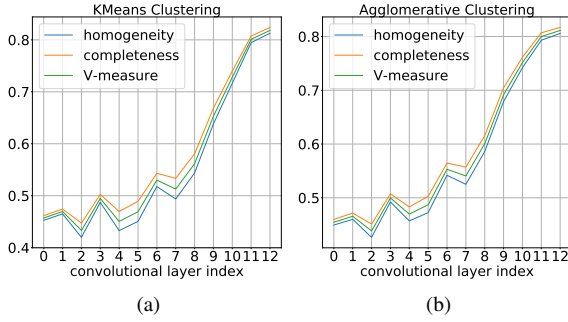 KMeans Clustering
homogeneity
completeness
V-measure
0.8
0.7
0.6
0.5
0.4
0 1 2 3 4 5 6 7 8 9 10 11 12
convolutional layer index
(a)
Agglomerative Clustering
homogeneity
completeness
V-measure
0.8
0.7
0.6
0.5
0 1 2 3 4 5 6 7 8 9 10 11 12
convolutional layer index
(b)